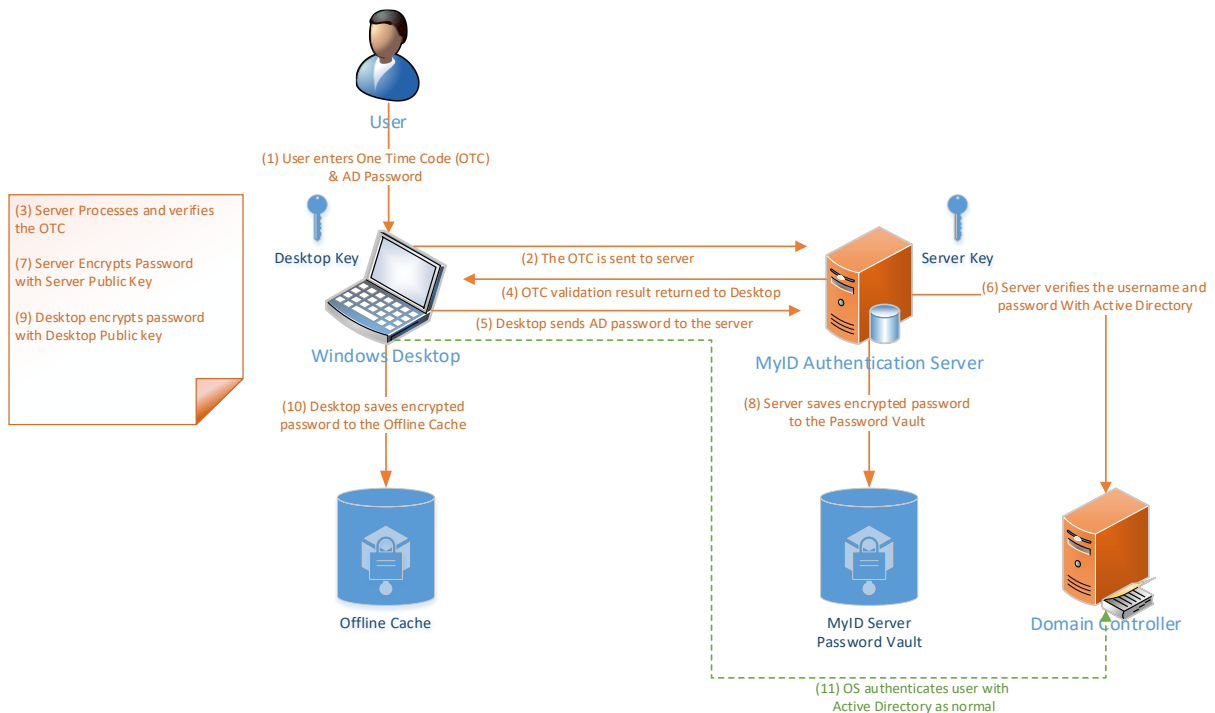 User
(1) User enters One Time Code (OTC)
& AD Password
(3) Server Processes and verifies
the OTC
(7) Server Encrypts Password
with Server Public Key
(9) Desktop encrypts password
with Desktop Public key
Desktop Key
(2) The OTC is sent to server
Server Key
(4) OTC validation result returned to Desktop
(6) Server verifies the username and
password With Active Directory
(5) Desktop sends AD password to the server
Windows Desktop
MyID Authentication Server
(10) Desktop saves encrypted
password to the Offline Cache
(8) Server saves encrypted password
to the Password Vault
Offline Cache
MyID Server
Password Vault
Domain Controller
(11) OS authenticates user with
Active Directory as normal